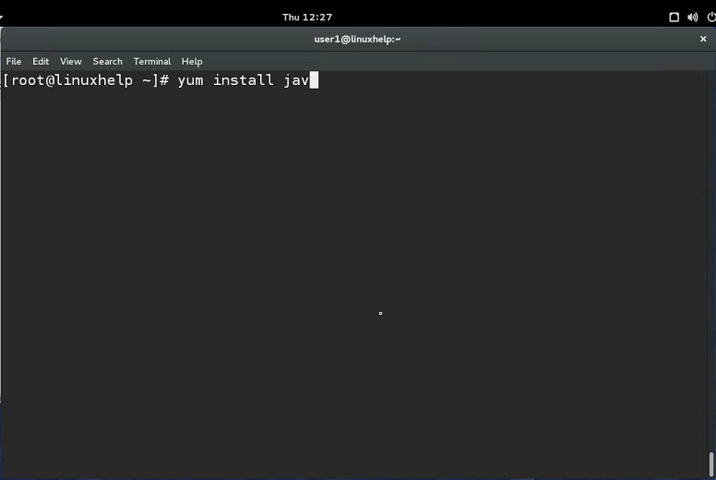 Thu 12:27
user1@linuxhelp:~
File Edit View Search Terminal Help
[root@linuxhelp ~]# yum install jav